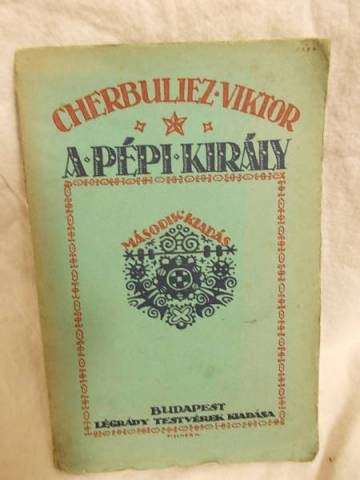 CHERBULIEZ·VIKTOR
A·PÉPI·KIRÁLY
MÁSODIK·KIADÁS
BUDAPEST
LÉGRÁDY TESTVÉREK KIADÁSA